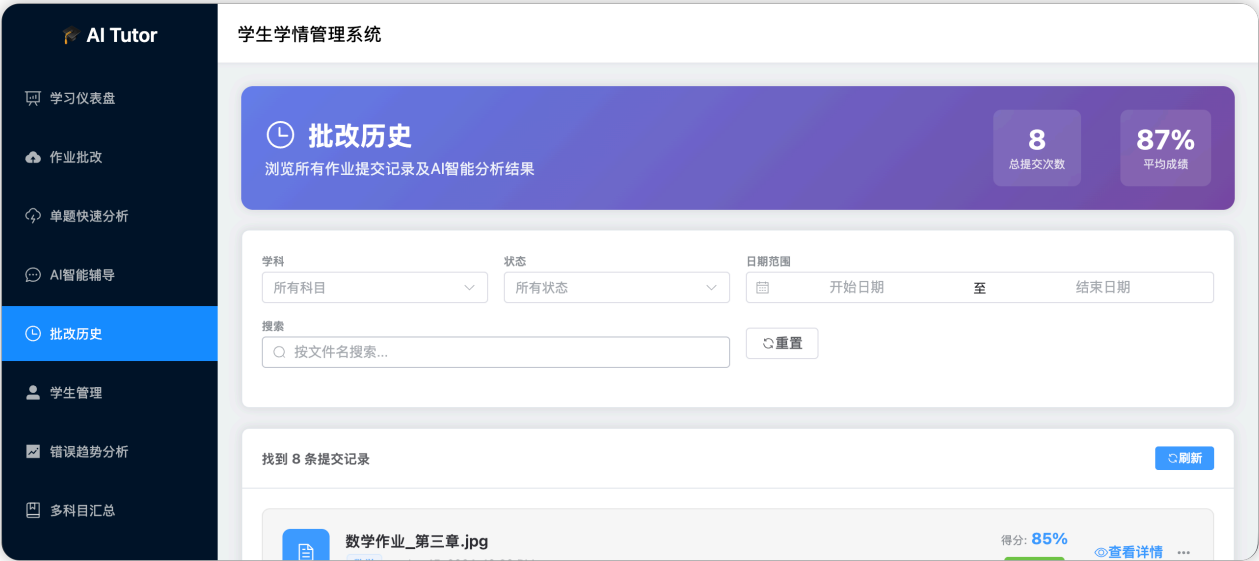 AI Tutor
学生学情管理系统
学习仪表盘
作业批改
单题快速分析
AI智能辅导
批改历史
学生管理
错误趋势分析
多科目汇总
批改历史
浏览所有作业提交记录及AI智能分析结果
8
总提交次数
87%
平均成绩
学科
所有科目
状态
所有状态
日期范围
开始日期 至 结束日期
搜索
按文件名搜索...
重置
找到 8 条提交记录
刷新
数学作业_第三章.jpg
得分: 85%
查看详情